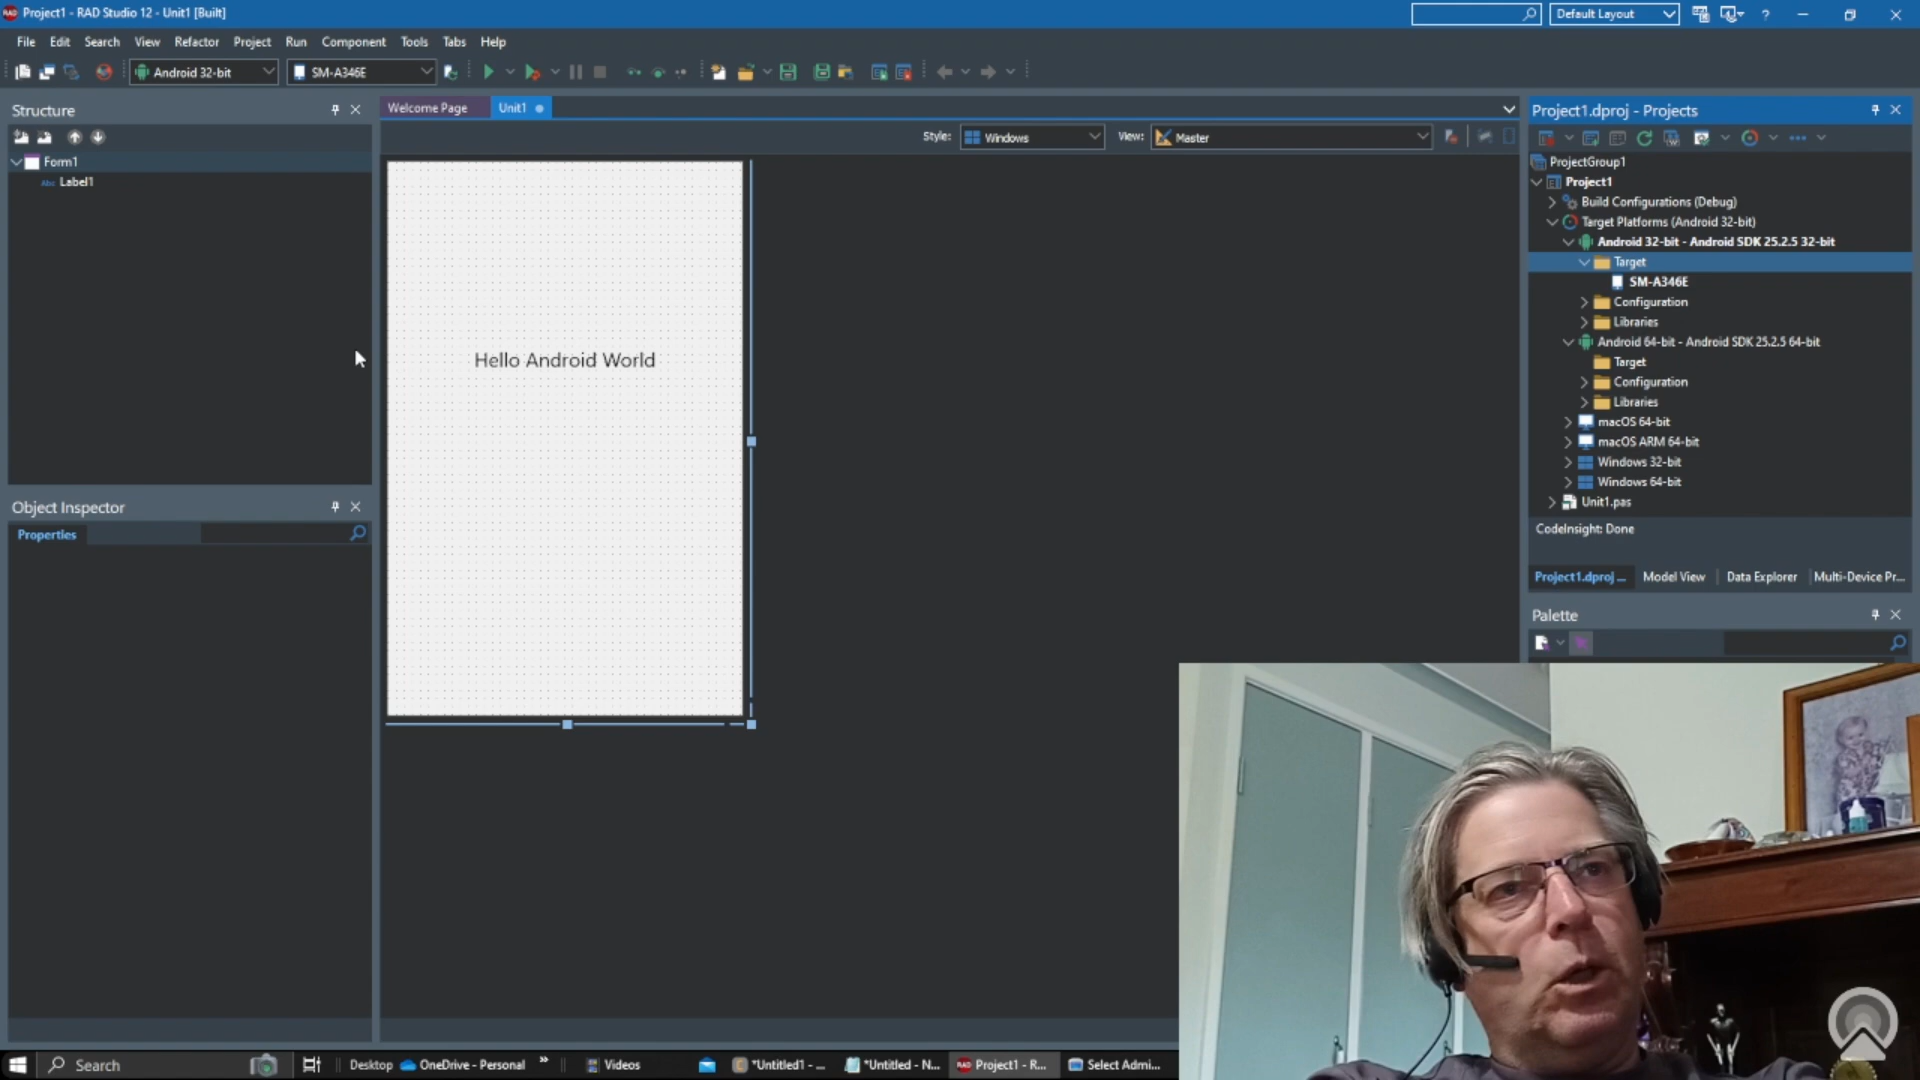 Project1 - RAD Studio 12 - Unit1 [Built]
Default Layout
File Edit Search View Refactor Project Run Component Tools Tabs Help
Android 32-bit
SM-A346E
Structure
Form1
Label1
Object Inspector
Properties
Welcome Page
Unit1
Style:
Windows
View:
Master
Hello Android World
Project1.dproj - Projects
ProjectGroup1
Project1
Build Configurations (Debug)
Target Platforms (Android 32-bit)
Android 32-bit - Android SDK 25.2.5 32-bit
Target
SM-A346E
Configuration
Libraries
Android 64-bit - Android SDK 25.2.5 64-bit
Target
Configuration
Libraries
macOS 64-bit
macOS ARM 64-bit
Windows 32-bit
Windows 64-bit
Unit1.pas
CodeInsight: Done
Project1.dproj ...
Model View
Data Explorer
Multi-Device Pr...
Palette
Search
Desktop
OneDrive - Personal
Videos
*Untitled1 - ...
*Untitled - N...
Project1 - R...
Select Admi...